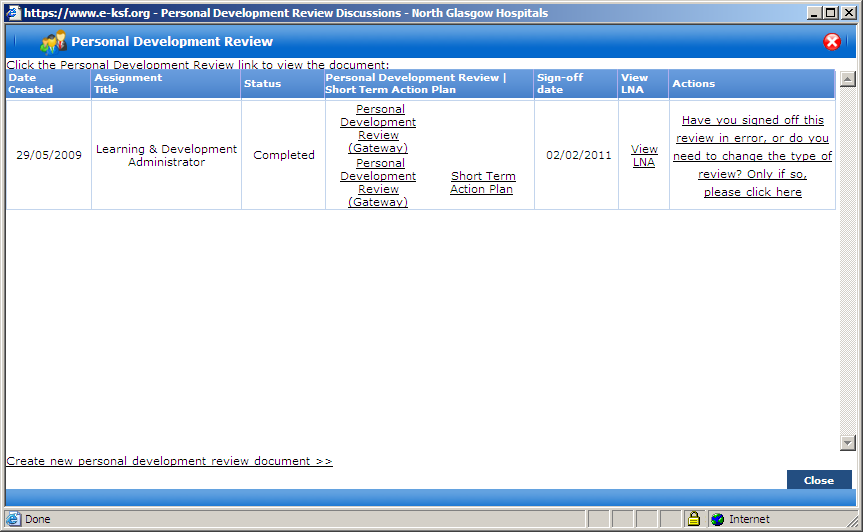 https://www.e-ksf.org - Personal Development Review Discussions - North Glasgow Hospitals
Personal Development Review
Click the Personal Development Review link to view the document:
Date Created
Assignment Title
Status
Personal Development Review | Short Term Action Plan
Sign-off date
View LNA
Actions
29/05/2009
Learning & Development
Administrator
Completed
Personal
Development
Review
(Gateway)
Personal
Development
Review
(Gateway)
Short Term
Action Plan
02/02/2011
View
LNA
Have you signed off this
review in error, or do you
need to change the type of
review? Only if so,
please click here
Create new personal development review document >>
Close
Done
Internet